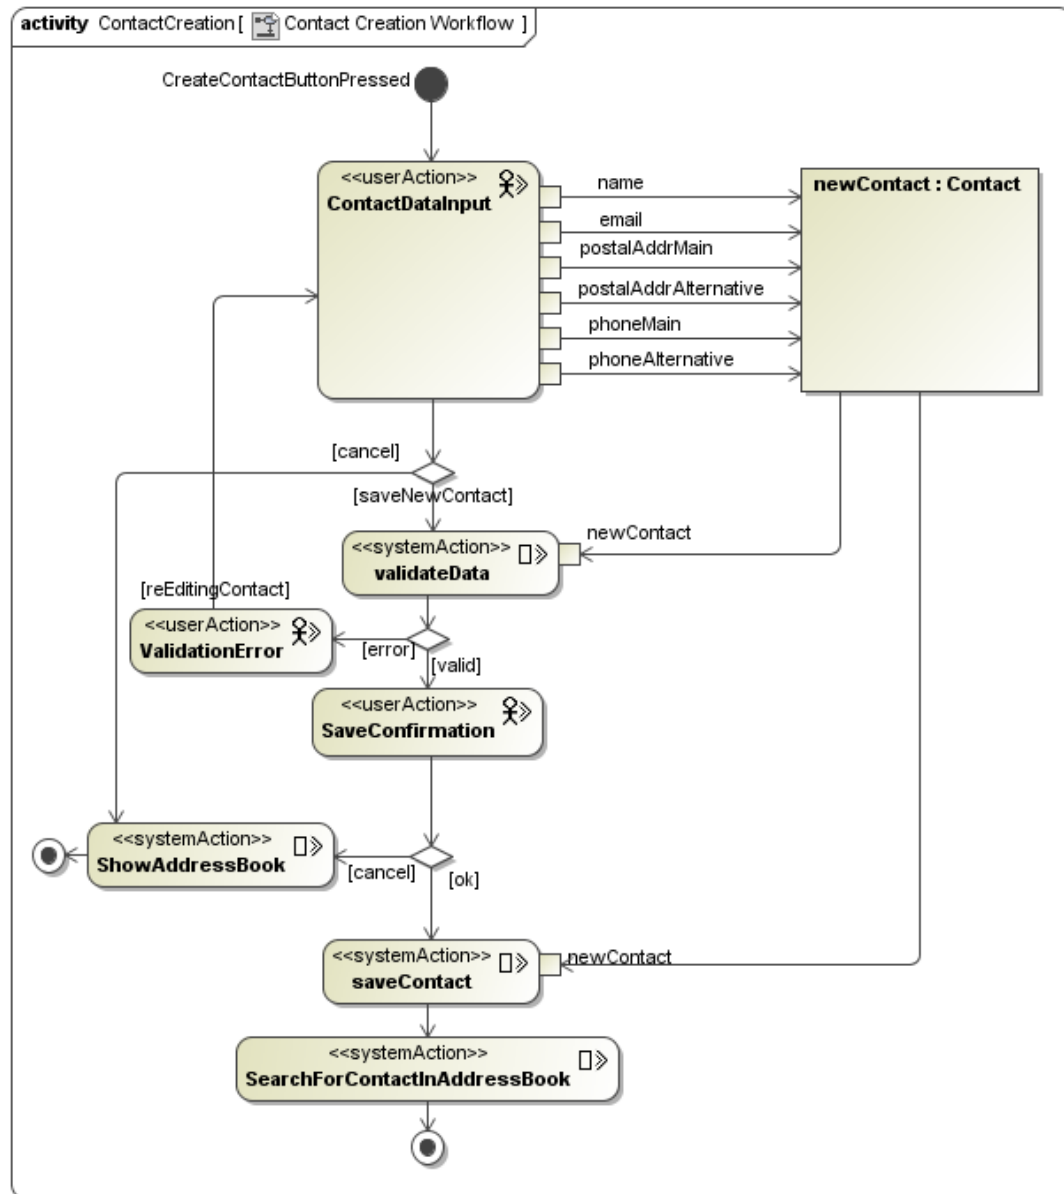 activity ContactCreation [ Contact Creation Workflow ]
CreateContactButtonPressed
<<userAction>>
ContactDataInput
name
email
postalAddrMain
postalAddrAlternative
phoneMain
phoneAlternative
newContact : Contact
[cancel]
[saveNewContact]
<<systemAction>>
validateData
newContact
[reEditingContact]
<<userAction>>
ValidationError
[error]
[valid]
<<userAction>>
SaveConfirmation
<<systemAction>>
ShowAddressBook
[cancel]
[ok]
<<systemAction>>
saveContact
newContact
<<systemAction>>
SearchForContactInAddressBook